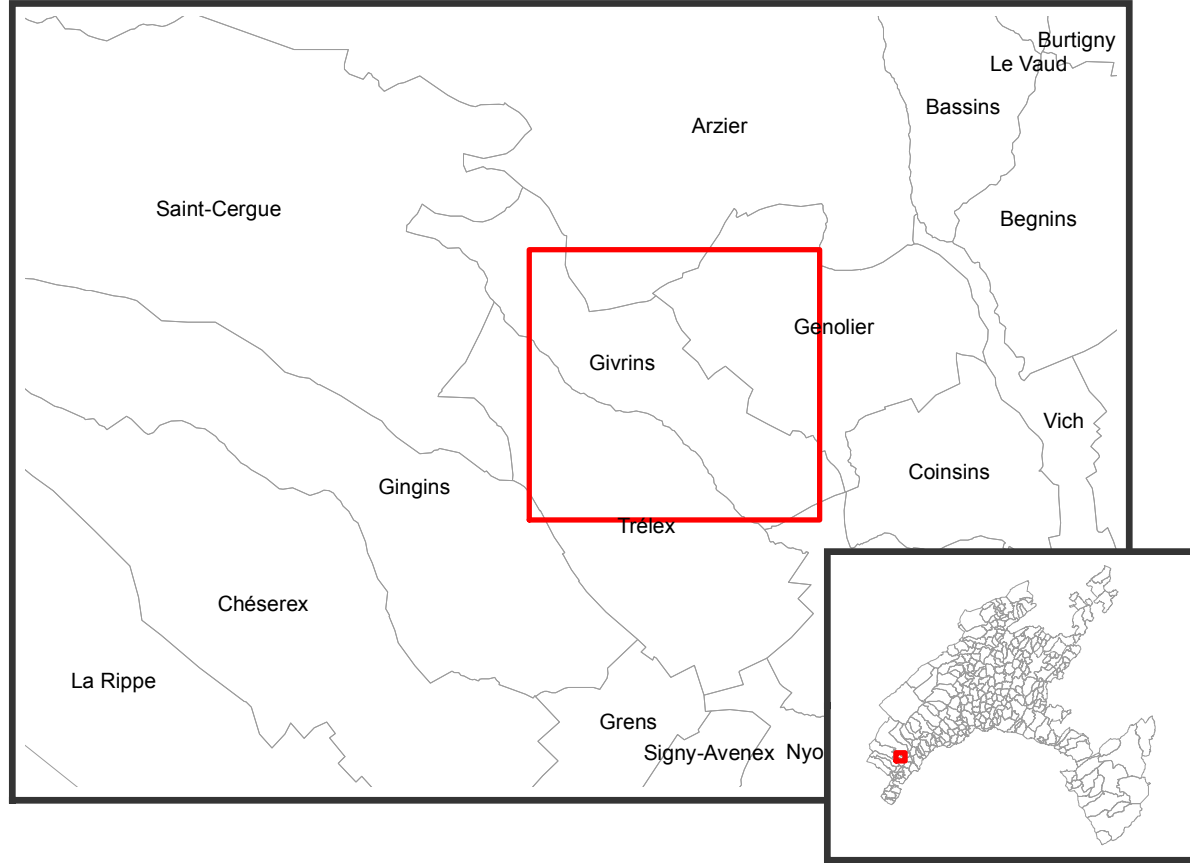 Burtigny
Le Vaud
Bassins
Arzier
Saint-Cergue
Begnins
Genolier
Givrins
Vich
Coinsins
Gingins
Trélex
Chéserex
La Rippe
Grens
Signy-Avenex
Nyo